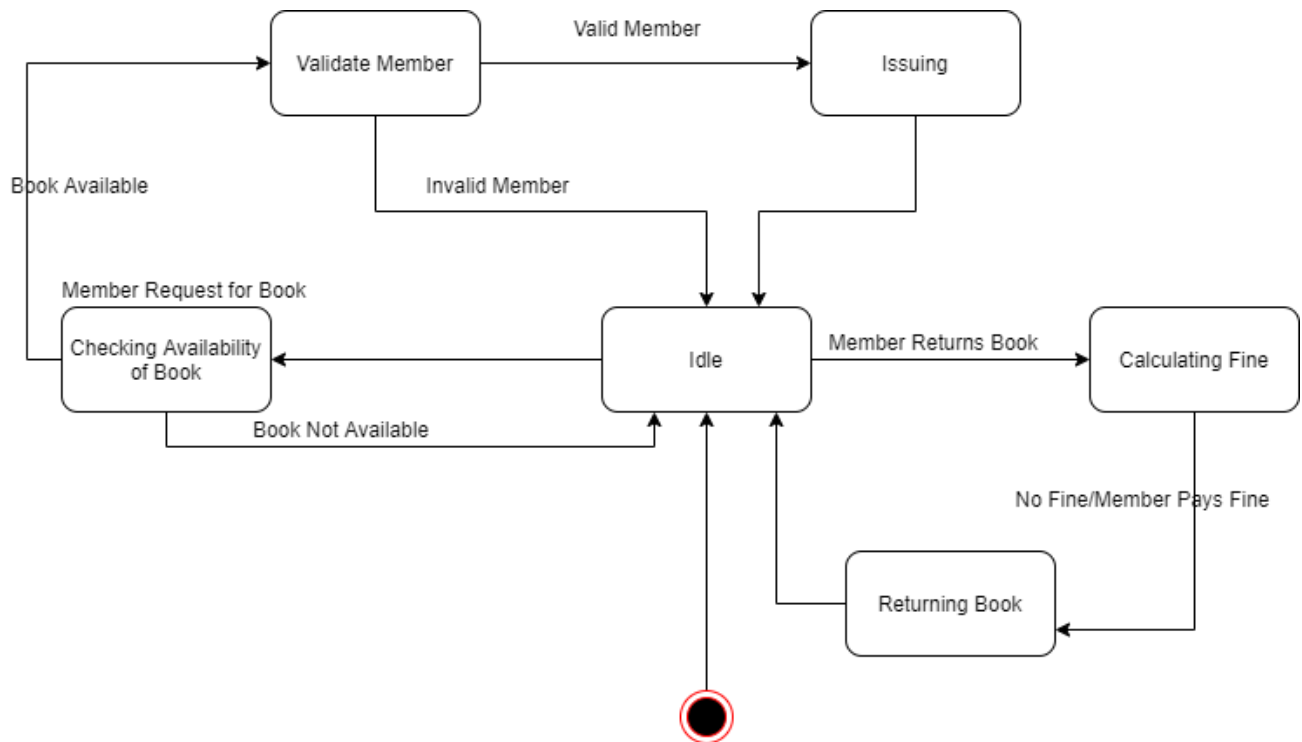 Valid Member
Validate Member
Issuing
Book Available
Invalid Member
Member Request for Book
Checking Availability
of Book
Idle
Member Returns Book
Calculating Fine
Book Not Available
No Fine/Member Pays Fine
Returning Book